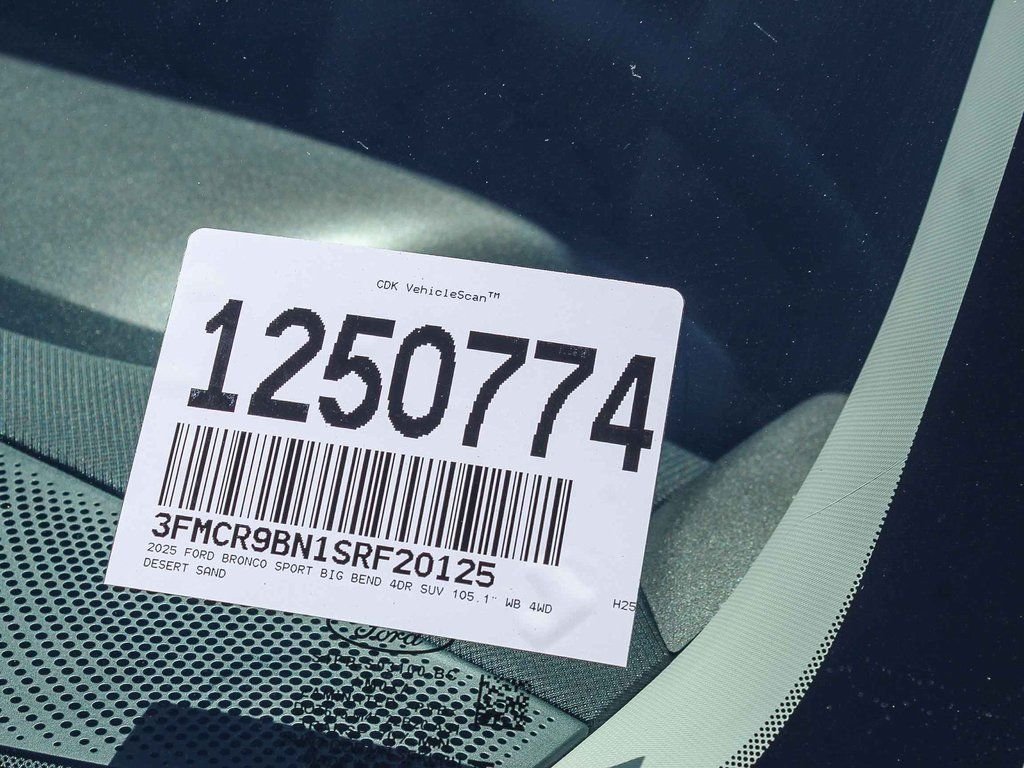 CDK VehicleScan™
1250774
3FMCR9BN1SRF20125
2025 FORD BRONCO SPORT BIG BEND 4DR SUV 105.1" WB 4WD
DESERT SAND
H25
Ford